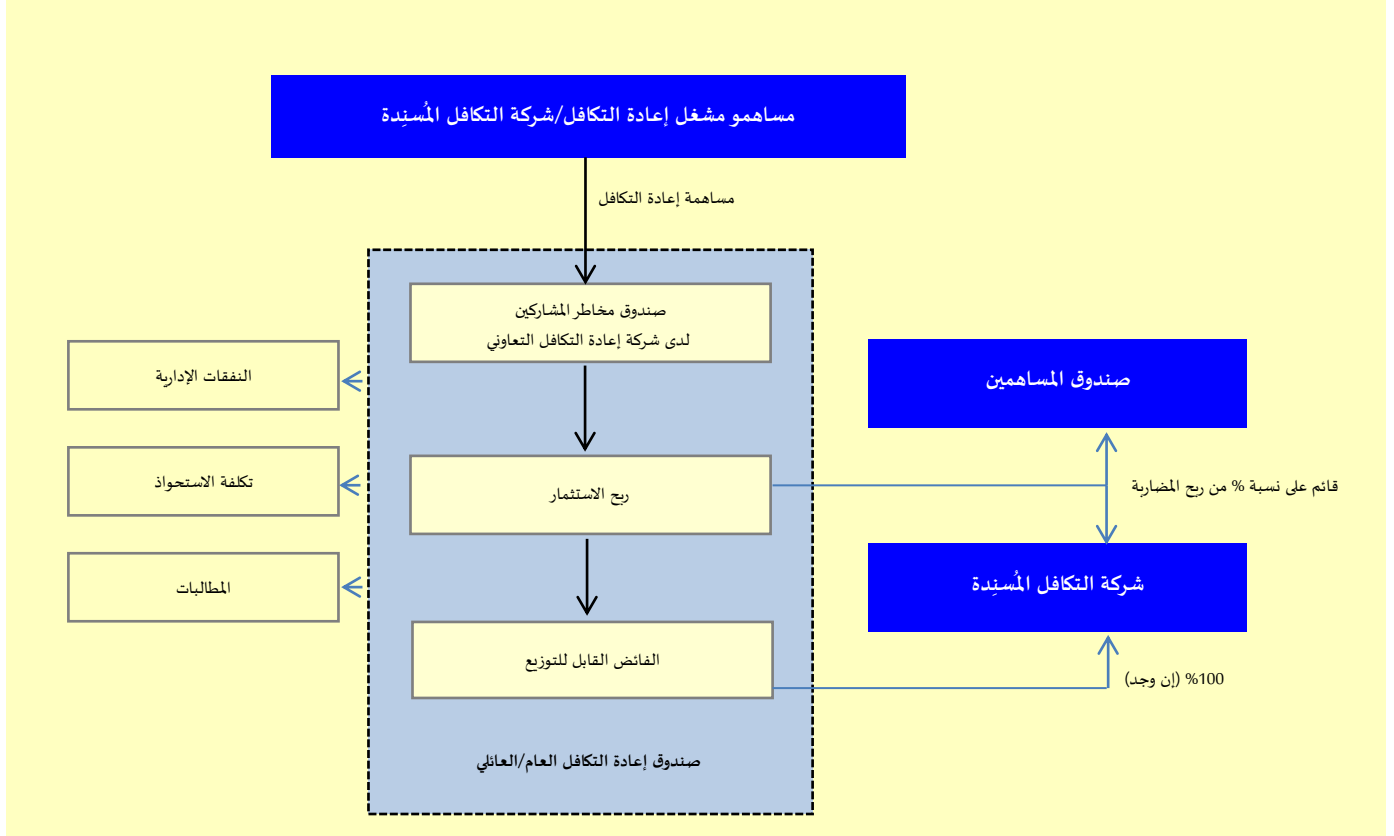 مساهمو مشغل إعادة التكافل/شركة التكافل المُسنِدة
مساهمة إعادة التكافل
صندوق مخاطر المشاركين
لدى شركة إعادة التكافل التعاوني
النفقات الإدارية
صندوق المساهمين
تكلفة الاستحواذ
ربح الاستثمار
قائم على نسبة % من ربح المضاربة
المطالبات
شركة التكافل المُسنِدة
الفائض القابل للتوزيع
100% (إن وجد)
صندوق إعادة التكافل العام/العائلي